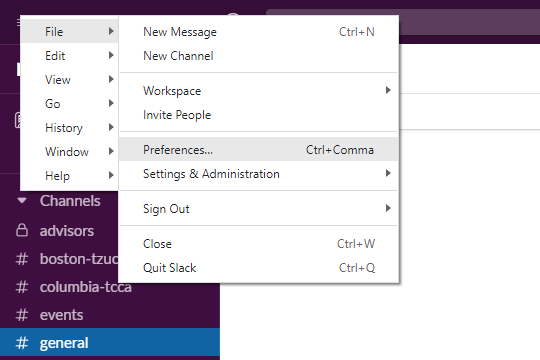 File
Edit
View
Go
History
Window
Help
New Message Ctrl+N
New Channel
Workspace
Invite People
Preferences... Ctrl+Comma
Settings & Administration
Sign Out
Close Ctrl+W
Quit Slack Ctrl+Q
Channels
advisors
boston-tzuc
columbia-tcca
# events
# general